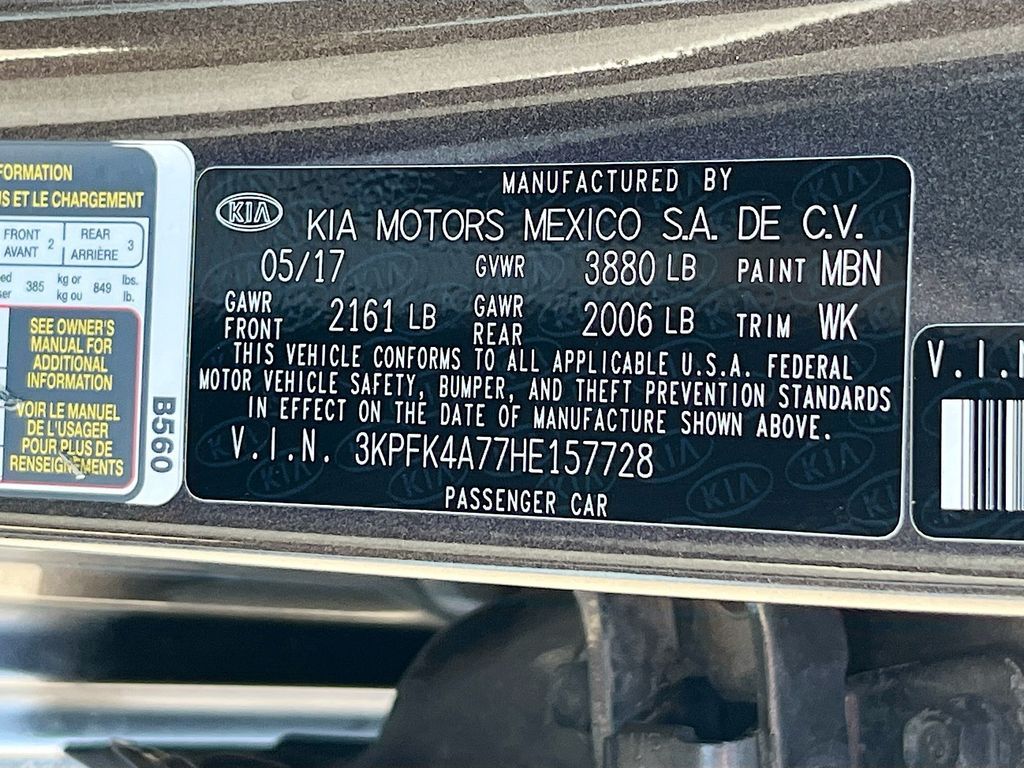 FORMATION
US ET LE CHARGEMENT
FRONT
AVANT 2
REAR
ARRIÈRE 3
385 kg or
kg ou 849 lbs.
lb.
SEE OWNER'S
MANUAL FOR
ADDITIONAL
INFORMATION
VOIR LE MANUEL
DE L'USAGER
POUR PLUS DE
RENSEIGNEMENTS
B560
MANUFACTURED BY
KIA KIA MOTORS MEXICO S.A. DE C.V.
05/17 GVWR 3880 LB PAINT MBN
GAWR
FRONT 2161 LB GAWR
REAR 2006 LB TRIM WK
THIS VEHICLE CONFORMS TO ALL APPLICABLE U.S.A. FEDERAL
MOTOR VEHICLE SAFETY, BUMPER, AND THEFT PREVENTION STANDARDS
IN EFFECT ON THE DATE OF MANUFACTURE SHOWN ABOVE.
V.I.N. 3KPFK4A77HE157728
PASSENGER CAR
V.I.N